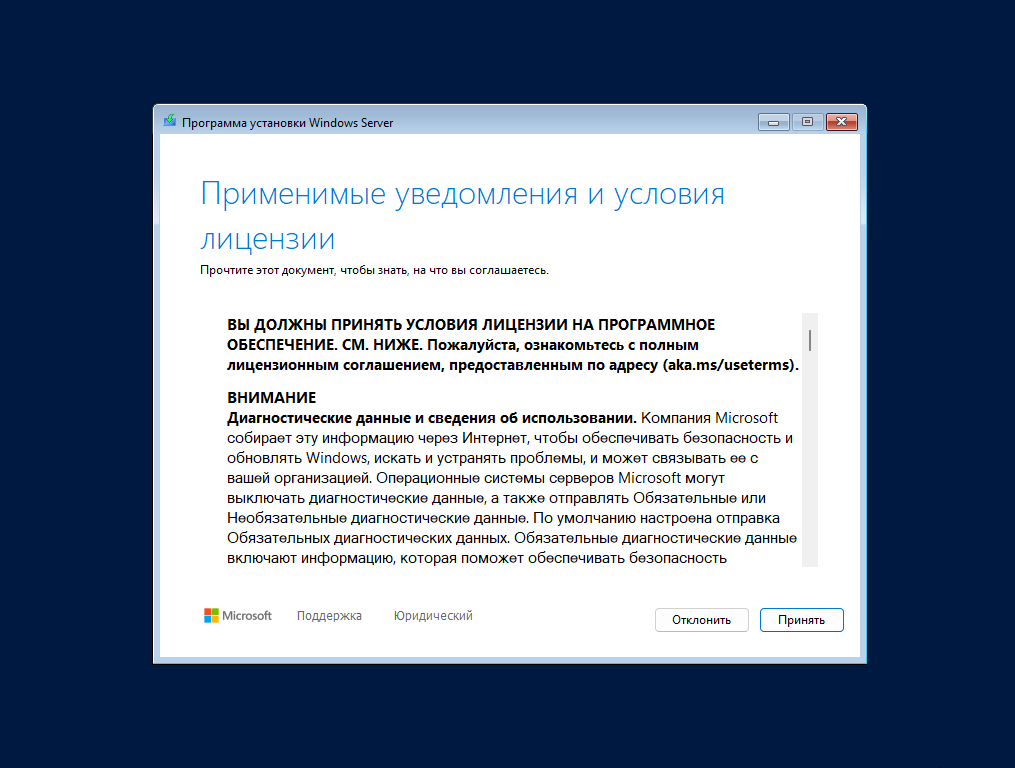 Программа установки Windows Server
Применимые уведомления и условия
лицензии
Прочтите этот документ, чтобы знать, на что вы соглашаетесь.
ВЫ ДОЛЖНЫ ПРИНЯТЬ УСЛОВИЯ ЛИЦЕНЗИИ НА ПРОГРАММНОЕ
ОБЕСПЕЧЕНИЕ. СМ. НИЖЕ. Пожалуйста, ознакомьтесь с полным
лицензионным соглашением, предоставленным по адресу (aka.ms/useterms).
ВНИМАНИЕ
Диагностические данные и сведения об использовании. Компания Microsoft
собирает эту информацию через Интернет, чтобы обеспечивать безопасность и
обновлять Windows, искать и устранять проблемы, и может связывать ее с
вашей организацией. Операционные системы серверов Microsoft могут
выключать диагностические данные, а также отправлять Обязательные или
Необязательные диагностические данные. По умолчанию настроена отправка
Обязательных диагностических данных. Обязательные диагностические данные
включают информацию, которая поможет обеспечивать безопасность
Microsoft Поддержка Юридический Отклонить Принять